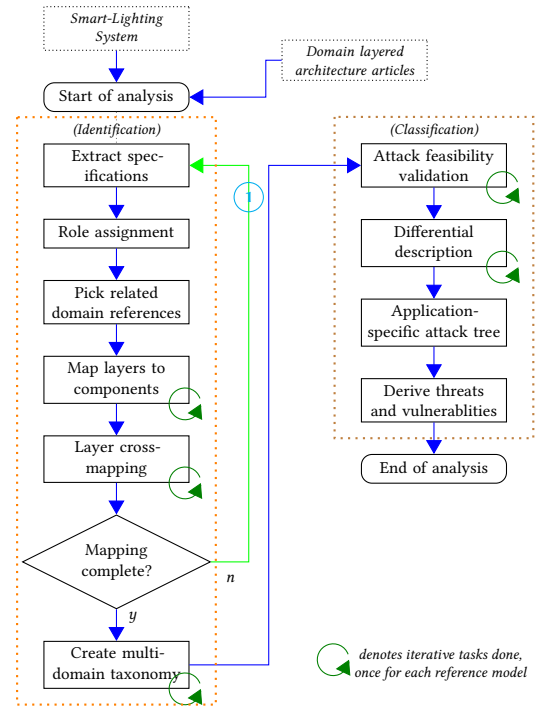 Smart-Lighting
System
Domain layered
architecture articles
Start of analysis
(Identification)
Extract spec-
ifications
1
Role assignment
Pick related
domain references
Map layers to
components
Layer cross-
mapping
Mapping
complete?
n
y
Create multi-
domain taxonomy
(Classification)
Attack feasibility
validation
Differential
description
Application-
specific attack tree
Derive threats
and vulnerablities
End of analysis
denotes iterative tasks done,
once for each reference model